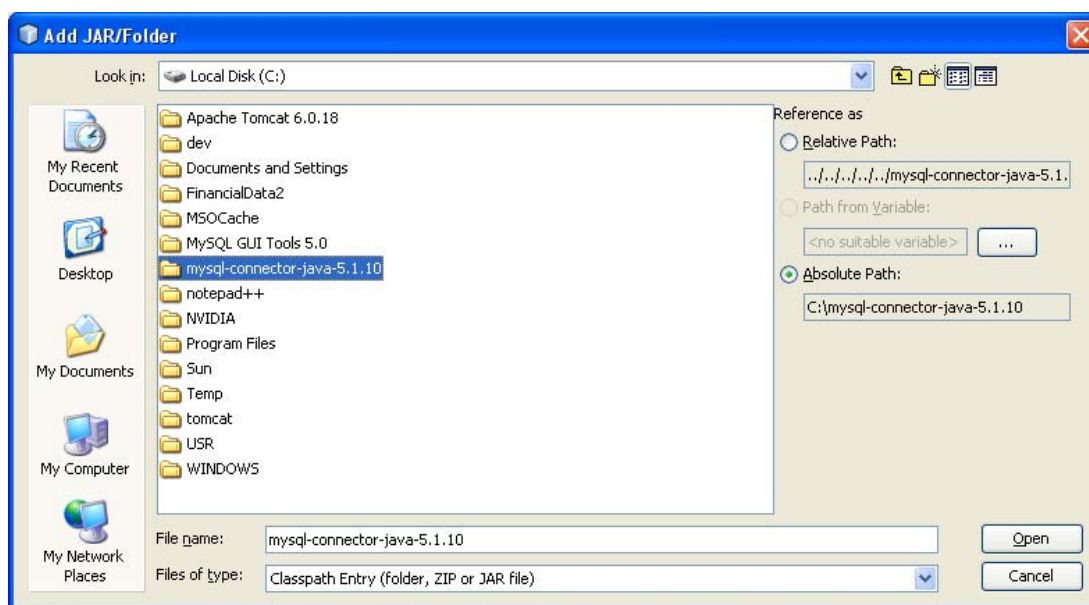 Add JAR/Folder
Look in:
Local Disk (C:)
My Recent
Documents
Desktop
My Documents
My Computer
My Network
Places
Apache Tomcat 6.0.18
dev
Documents and Settings
FinancialData2
MSOCache
MySQL GUI Tools 5.0
mysql-connector-java-5.1.10
notepad++
NVIDIA
Program Files
Sun
Temp
tomcat
USR
WINDOWS
Reference as
Relative Path:
../../../../../mysql-connector-java-5.1.
Path from Variable:
<no suitable variable>
...
Absolute Path:
C:\mysql-connector-java-5.1.10
File name:
mysql-connector-java-5.1.10
Open
Files of type:
Classpath Entry (folder, ZIP or JAR file)
Cancel